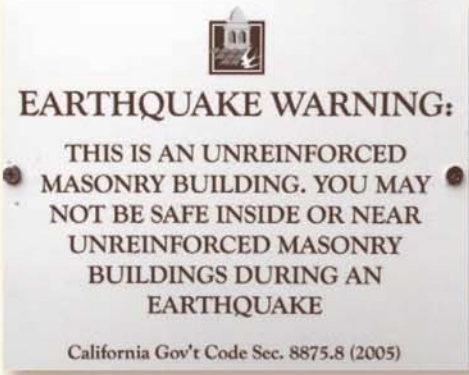 EARTHQUAKE WARNING:
THIS IS AN UNREINFORCED
MASONRY BUILDING. YOU MAY
NOT BE SAFE INSIDE OR NEAR
UNREINFORCED MASONRY
BUILDINGS DURING AN
EARTHQUAKE
California Gov't Code Sec. 8875.8 (2005)